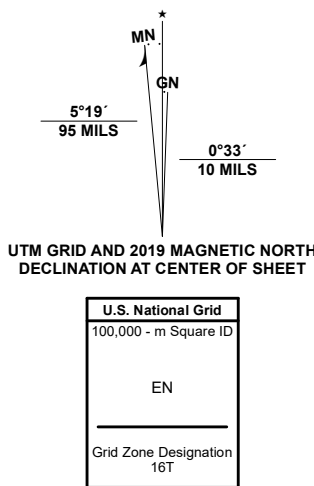 ★
MN
GN
5°19´
95 MILS
0°33´
10 MILS
UTM GRID AND 2019 MAGNETIC NORTH
DECLINATION AT CENTER OF SHEET
U.S. National Grid
100,000 - m Square ID
EN
Grid Zone Designation
16T